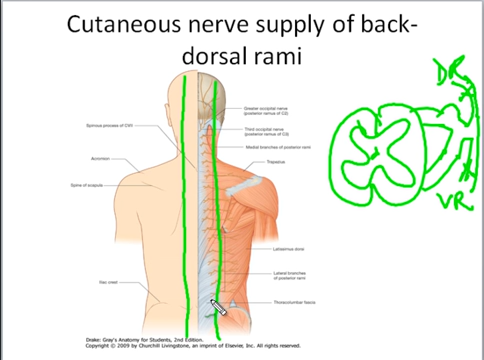 Cutaneous nerve supply of back-
dorsal rami
Greater occipital nerve
(posterior ramus of C2)
Spinous process of CVII
Third occipital nerve
(posterior ramus of C3)
Medial branches of posterior rami
Acromion
Trapezius
Spine of scapula
Latissimus dorsi
Lateral branches
of posterior rami
Iliac crest
Thoracolumbar fascia
DR
VR
Drake: Gray's Anatomy for Students, 2nd Edition.
Copyright © 2009 by Churchill Livingstone, an imprint of Elsevier, Inc. All rights reserved.